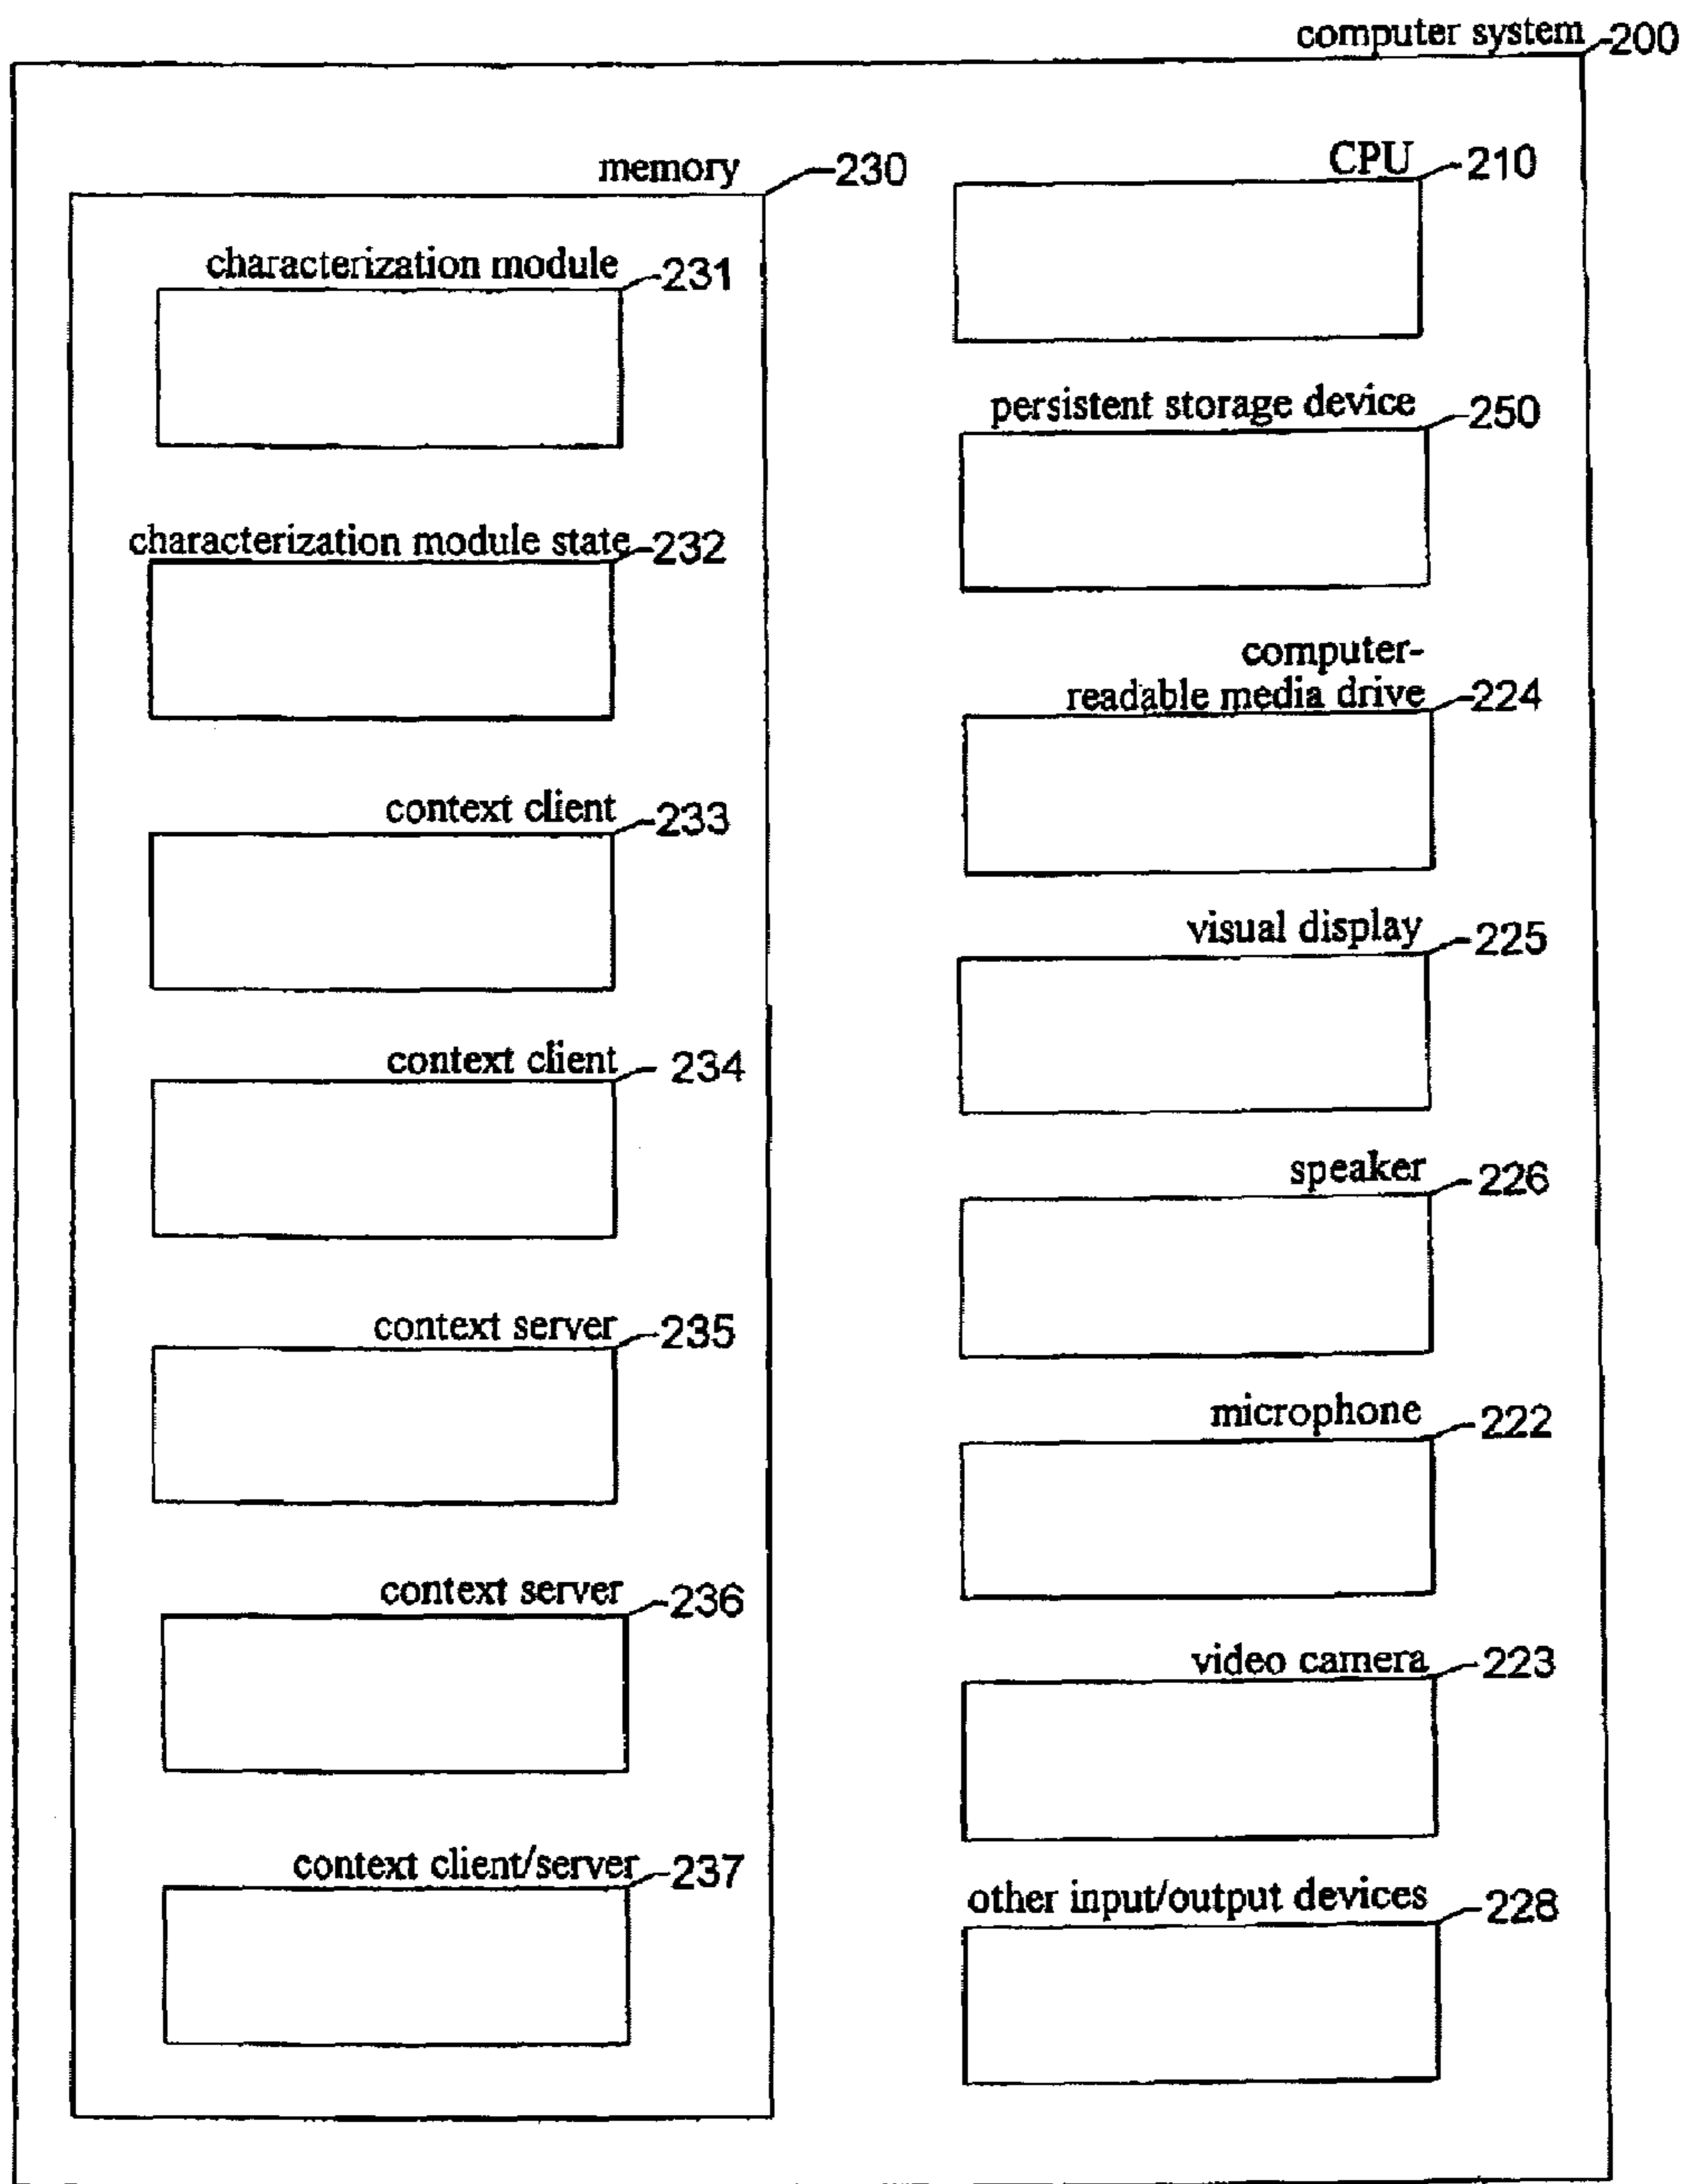 computer system 200
memory 230
characterization module 231
characterization module state 232
context client 233
context client 234
context server 235
context server 236
context client/server 237
CPU 210
persistent storage device 250
computer-
readable media drive 224
visual display 225
speaker 226
microphone 222
video camera 223
other input/output devices 228